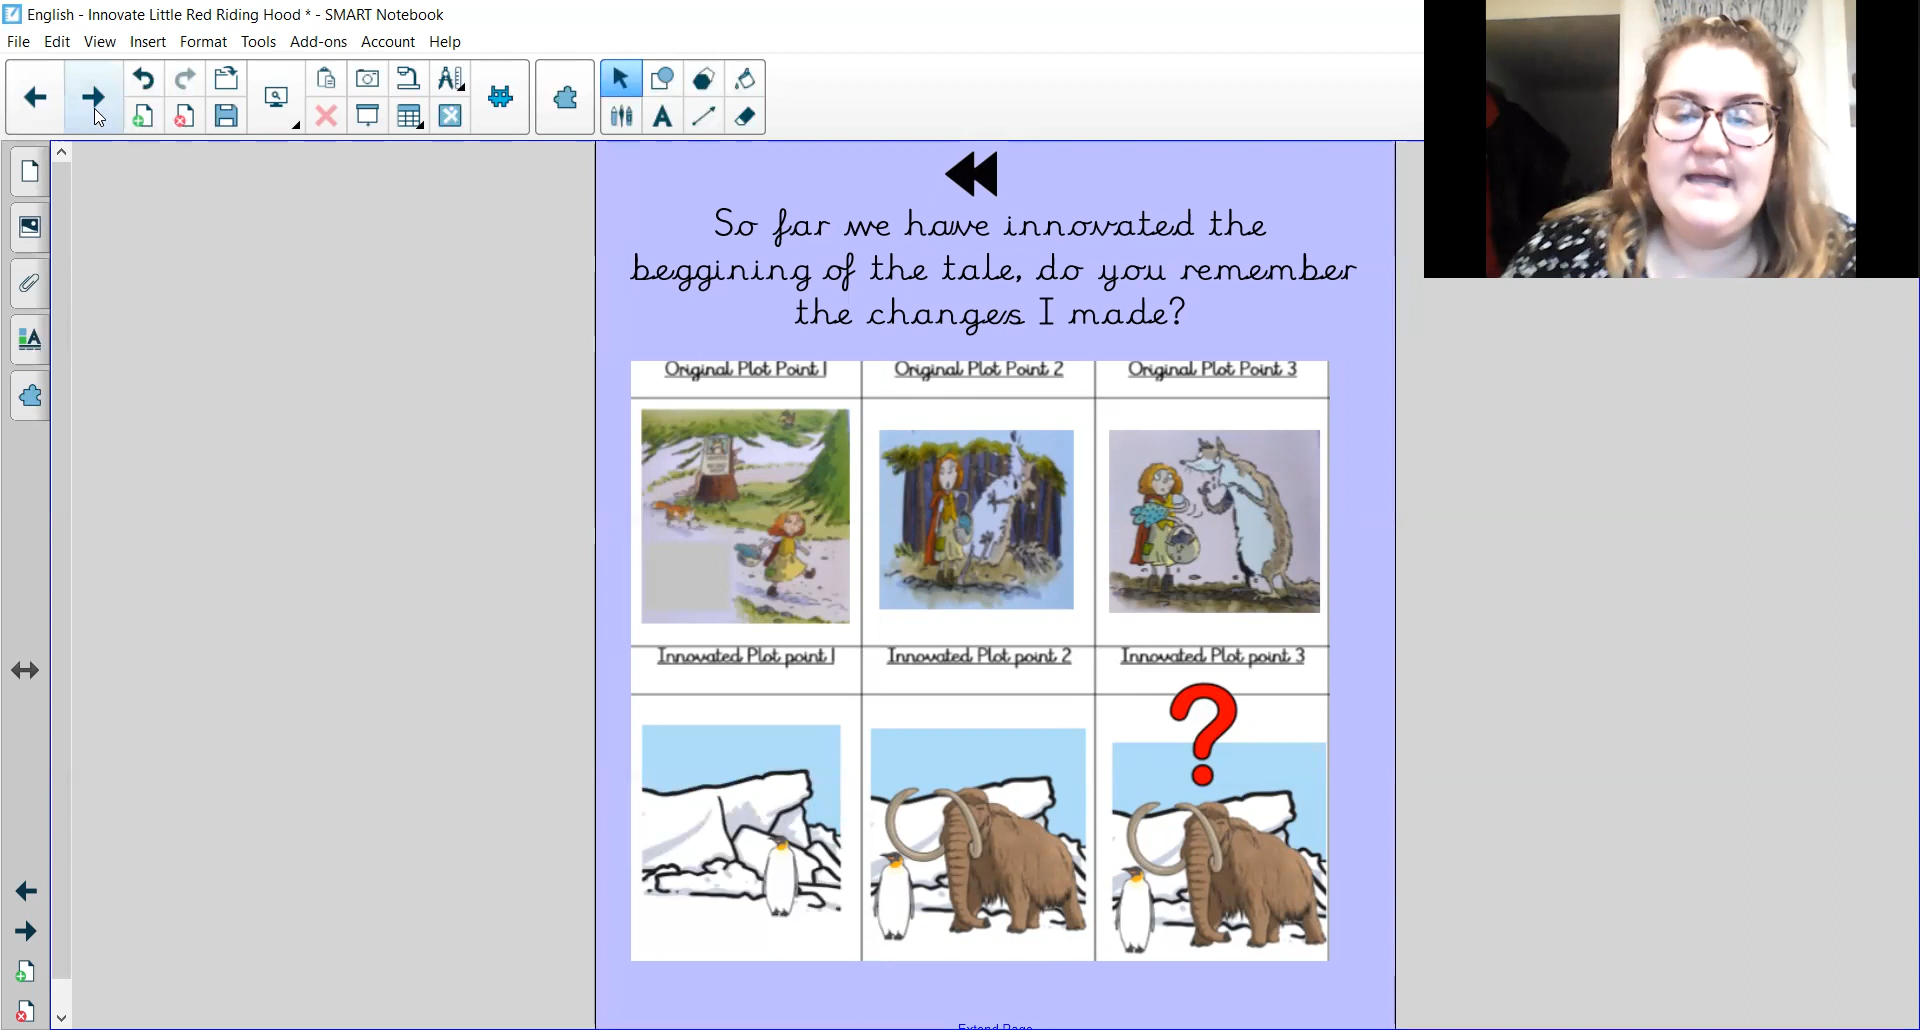 English - Innovate Little Red Riding Hood * - SMART Notebook
File Edit View Insert Format Tools Add-ons Account Help
So far we have innovated the
beggining of the tale, do you remember
the changes I made?
Original Plot Point 1 Original Plot Point 2 Original Plot Point 3
Innovated Plot point 1 Innovated Plot point 2 Innovated Plot point 3
?
Extend Page